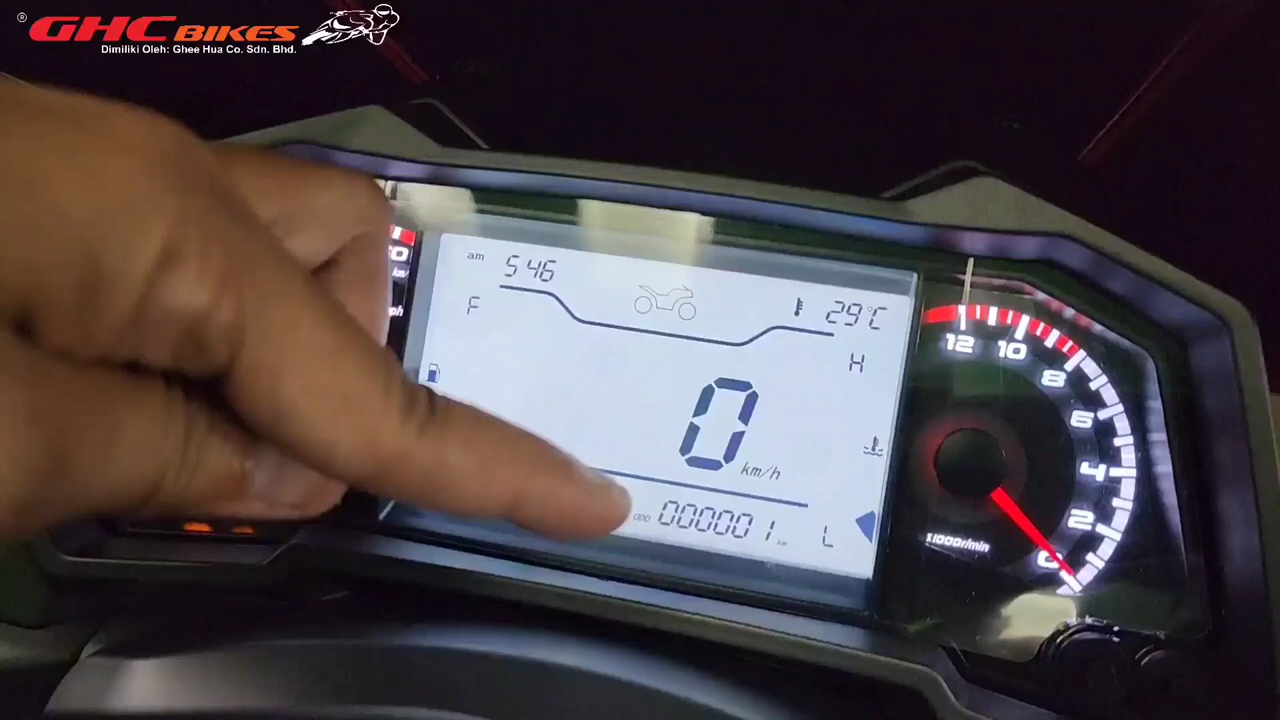 ® GHC BIKES
Dimiliki Oleh: Ghee Hua Co. Sdn. Bhd.
am 5 46
29°C
F
H
0
km/h
ODO 000001 km
L
12 10 8 6 4 2 0
x1000r/min